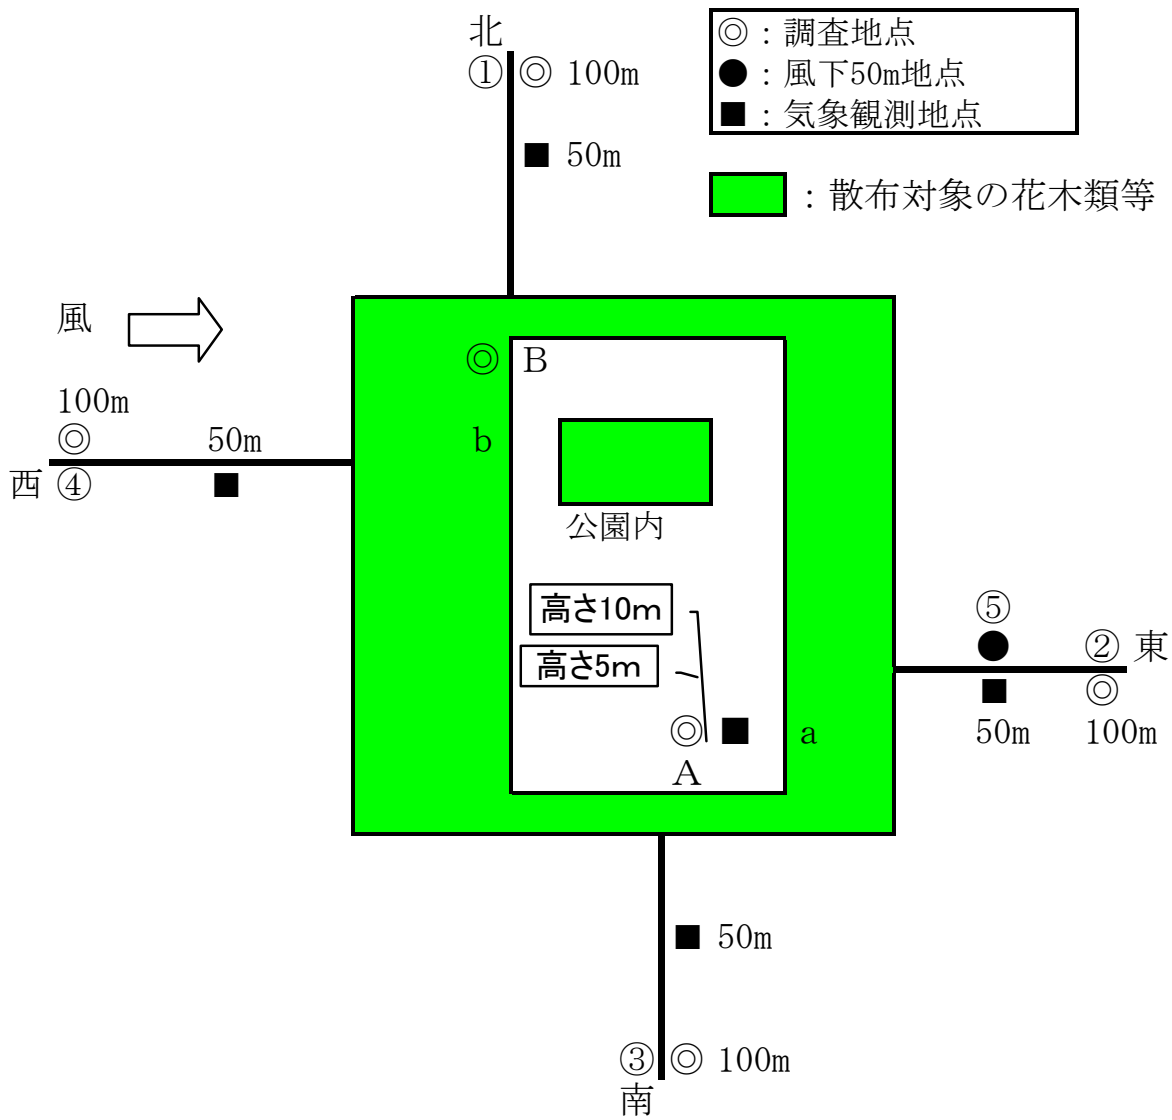 北
① ◎ 100m
■ 50m
◎：調査地点
●：風下50m地点
■：気象観測地点
：散布対象の花木類等
風
100m
◎
50m
西 ④ ■
◎ B
b
公園内
高さ10m
高さ5m
◎ ■
A
a
⑤
● ② 東
■ ◎
50m 100m
■ 50m
③ ◎ 100m
南